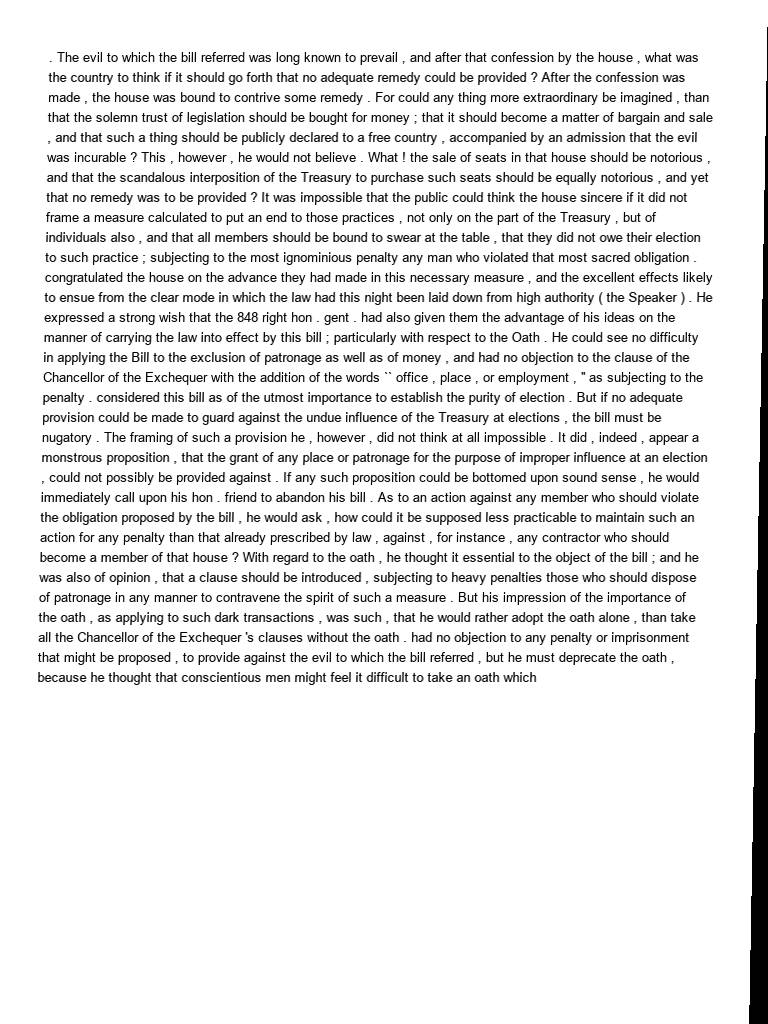 . The evil to which the bill referred was long known to prevail , and after that confession by the house , what was
the country to think if it should go forth that no adequate remedy could be provided ? After the confession was
made , the house was bound to contrive some remedy . For could any thing more extraordinary be imagined , than
that the solemn trust of legislation should be bought for money ; that it should become a matter of bargain and sale
, and that such a thing should be publicly declared to a free country , accompanied by an admission that the evil
was incurable ? This , however , he would not believe . What ! the sale of seats in that house should be notorious ,
and that the scandalous interposition of the Treasury to purchase such seats should be equally notorious , and yet
that no remedy was to be provided ? It was impossible that the public could think the house sincere if it did not
frame a measure calculated to put an end to those practices , not only on the part of the Treasury , but of
individuals also , and that all members should be bound to swear at the table , that they did not owe their election
to such practice ; subjecting to the most ignominious penalty any man who violated that most sacred obligation .
congratulated the house on the advance they had made in this necessary measure , and the excellent effects likely
to ensue from the clear mode in which the law had this night been laid down from high authority ( the Speaker ) . He
expressed a strong wish that the 848 right hon . gent . had also given them the advantage of his ideas on the
manner of carrying the law into effect by this bill ; particularly with respect to the Oath . He could see no difficulty
in applying the Bill to the exclusion of patronage as well as of money , and had no objection to the clause of the
Chancellor of the Exchequer with the addition of the words `` office , place , or employment , " as subjecting to the
penalty . considered this bill as of the utmost importance to establish the purity of election . But if no adequate
provision could be made to guard against the undue influence of the Treasury at elections , the bill must be
nugatory . The framing of such a provision he , however , did not think at all impossible . It did , indeed , appear a
monstrous proposition , that the grant of any place or patronage for the purpose of improper influence at an election
, could not possibly be provided against . If any such proposition could be bottomed upon sound sense , he would
immediately call upon his hon . friend to abandon his bill . As to an action against any member who should violate
the obligation proposed by the bill , he would ask , how could it be supposed less practicable to maintain such an
action for any penalty than that already prescribed by law , against , for instance , any contractor who should
become a member of that house ? With regard to the oath , he thought it essential to the object of the bill ; and he
was also of opinion , that a clause should be introduced , subjecting to heavy penalties those who should dispose
of patronage in any manner to contravene the spirit of such a measure . But his impression of the importance of
the oath , as applying to such dark transactions , was such , that he would rather adopt the oath alone , than take
all the Chancellor of the Exchequer 's clauses without the oath . had no objection to any penalty or imprisonment
that might be proposed , to provide against the evil to which the bill referred , but he must deprecate the oath ,
because he thought that conscientious men might feel it difficult to take an oath which